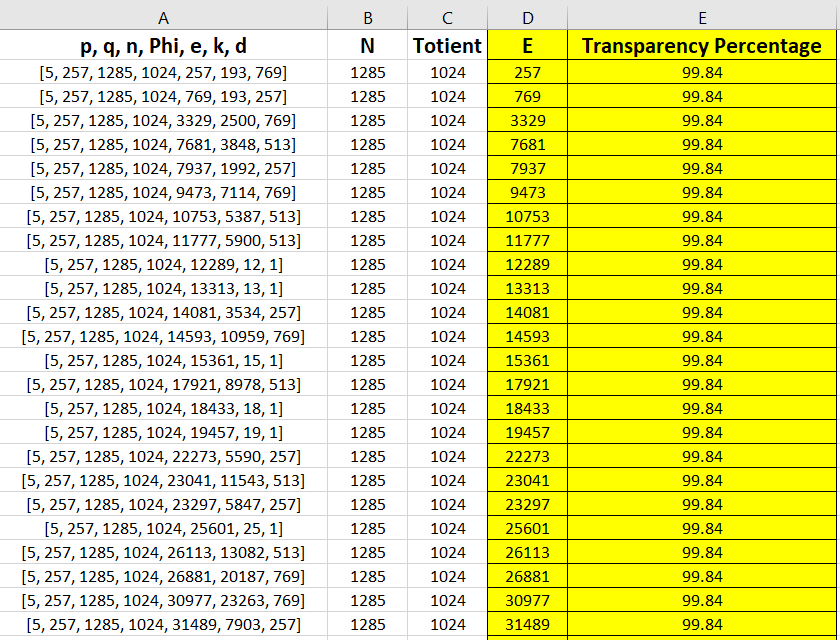 A B C D E
p, q, n, Phi, e, k, d N Totient E Transparency Percentage
[5, 257, 1285, 1024, 257, 193, 769] 1285 1024 257 99.84
[5, 257, 1285, 1024, 769, 193, 257] 1285 1024 769 99.84
[5, 257, 1285, 1024, 3329, 2500, 769] 1285 1024 3329 99.84
[5, 257, 1285, 1024, 7681, 3848, 513] 1285 1024 7681 99.84
[5, 257, 1285, 1024, 7937, 1992, 257] 1285 1024 7937 99.84
[5, 257, 1285, 1024, 9473, 7114, 769] 1285 1024 9473 99.84
[5, 257, 1285, 1024, 10753, 5387, 513] 1285 1024 10753 99.84
[5, 257, 1285, 1024, 11777, 5900, 513] 1285 1024 11777 99.84
[5, 257, 1285, 1024, 12289, 12, 1] 1285 1024 12289 99.84
[5, 257, 1285, 1024, 13313, 13, 1] 1285 1024 13313 99.84
[5, 257, 1285, 1024, 14081, 3534, 257] 1285 1024 14081 99.84
[5, 257, 1285, 1024, 14593, 10959, 769] 1285 1024 14593 99.84
[5, 257, 1285, 1024, 15361, 15, 1] 1285 1024 15361 99.84
[5, 257, 1285, 1024, 17921, 8978, 513] 1285 1024 17921 99.84
[5, 257, 1285, 1024, 18433, 18, 1] 1285 1024 18433 99.84
[5, 257, 1285, 1024, 19457, 19, 1] 1285 1024 19457 99.84
[5, 257, 1285, 1024, 22273, 5590, 257] 1285 1024 22273 99.84
[5, 257, 1285, 1024, 23041, 11543, 513] 1285 1024 23041 99.84
[5, 257, 1285, 1024, 23297, 5847, 257] 1285 1024 23297 99.84
[5, 257, 1285, 1024, 25601, 25, 1] 1285 1024 25601 99.84
[5, 257, 1285, 1024, 26113, 13082, 513] 1285 1024 26113 99.84
[5, 257, 1285, 1024, 26881, 20187, 769] 1285 1024 26881 99.84
[5, 257, 1285, 1024, 30977, 23263, 769] 1285 1024 30977 99.84
[5, 257, 1285, 1024, 31489, 7903, 257] 1285 1024 31489 99.84